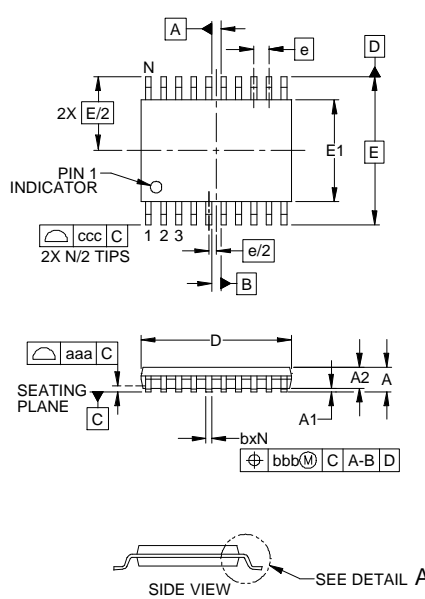 A
e
D
N
2X E/2
E1
E
PIN 1
INDICATOR
ccc C
1 2 3
e/2
2X N/2 TIPS
B
D
aaa C
A2
A
SEATING
PLANE
C
A1
bxN
bbb Ⓜ C A-B D
SIDE VIEW
SEE DETAIL A